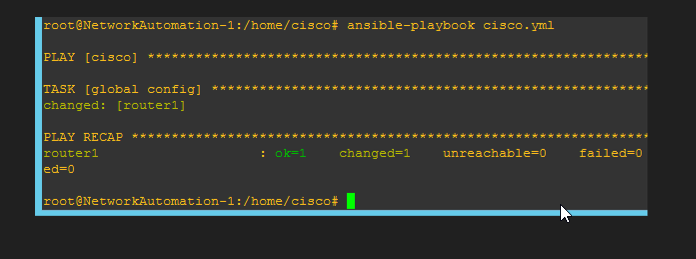 root@NetworkAutomation-1:/home/cisco# ansible-playbook cisco.yml
PLAY [cisco] ***************************************************************
TASK [global config] *******************************************************
changed: [router1]
PLAY RECAP *****************************************************************
router1 : ok=1 changed=1 unreachable=0 failed=0
ed=0
root@NetworkAutomation-1:/home/cisco#